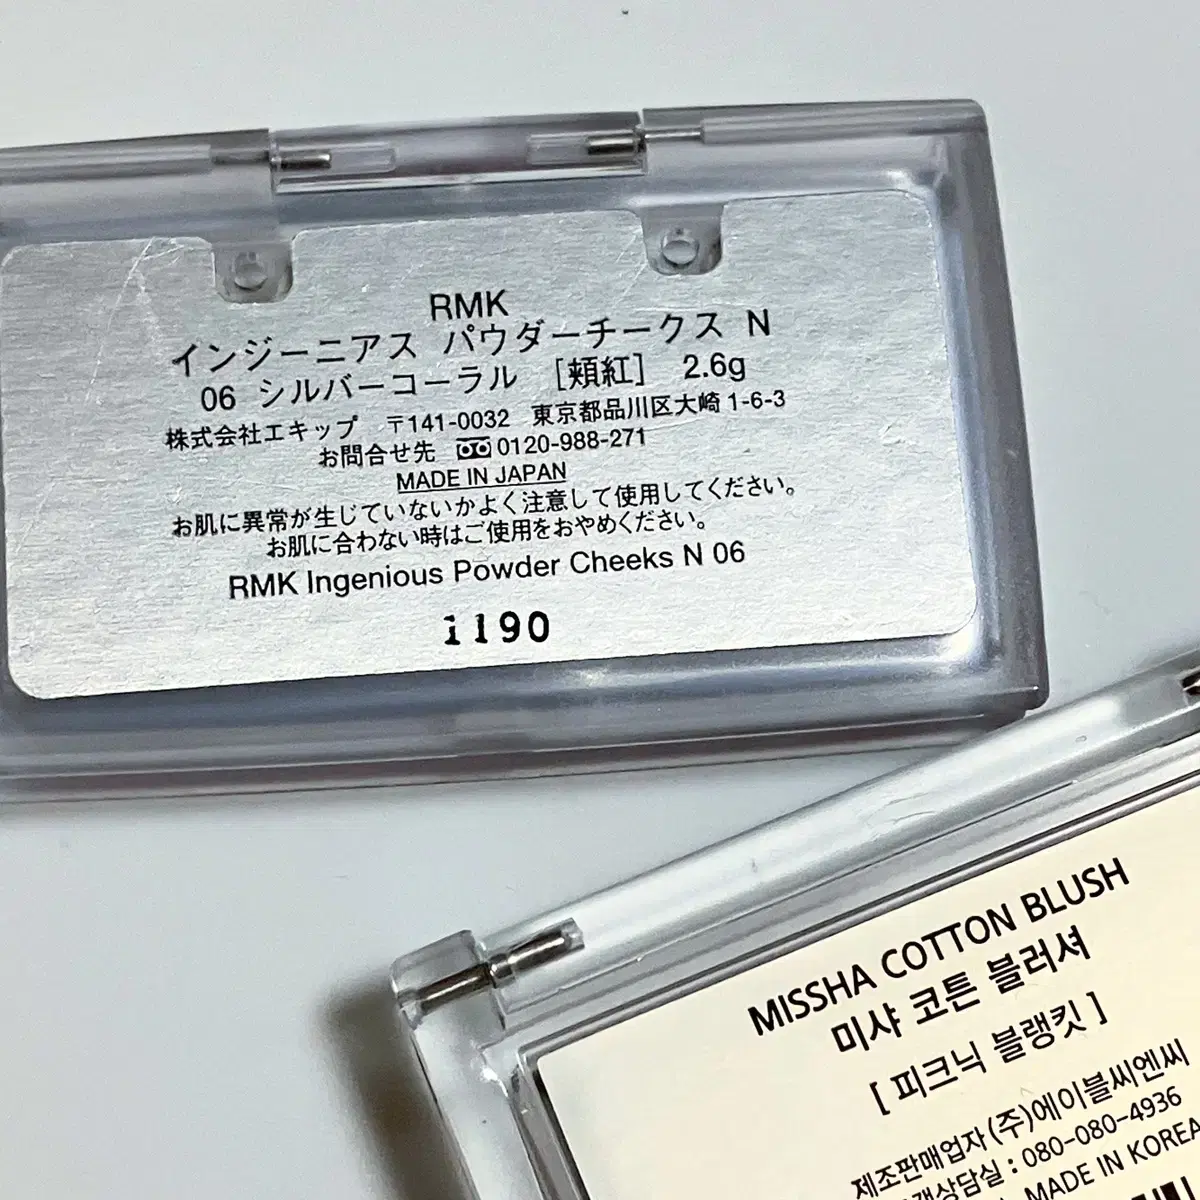 RMK
インジーニアス パウダーチークス N
06 シルバーコーラル [頬紅] 2.6g
株式会社エキップ 〒141-0032 東京都品川区大崎1-6-3
お問合せ先 0120-988-271
MADE IN JAPAN
お肌に異常が生じていないかよく注意して使用してください。
お肌に合わない時はご使用をおやめください。
RMK Ingenious Powder Cheeks N 06
i190
MISSHA COTTON BLUSH
미샤 코튼 블러셔
[ 피크닉 블랭킷 ]
제조판매업자(주)에이블씨엔씨
상담실 : 080-080-4936
MADE IN KOREA